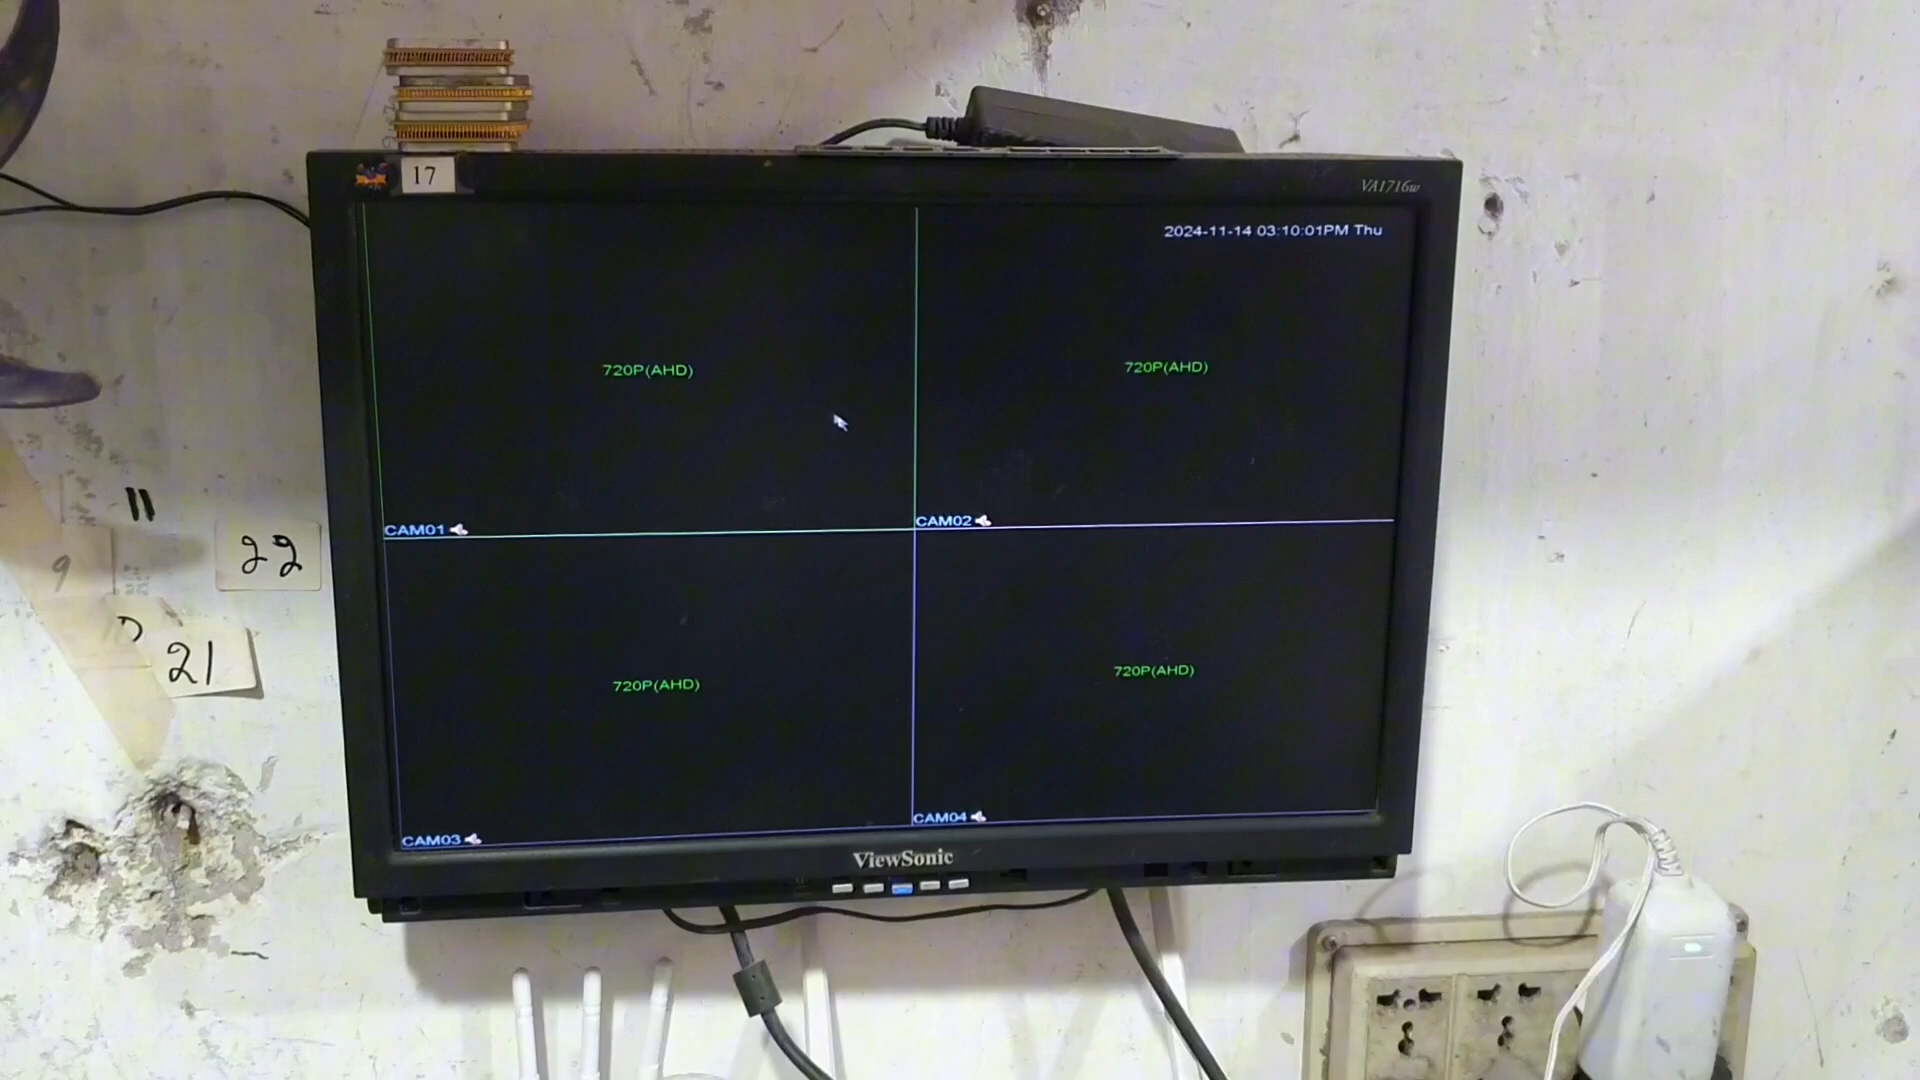 17
VA1716w
2024-11-14 03:10:01PM Thu
720P(AHD)
720P(AHD)
CAM01
CAM02
11
22
9
21
720P(AHD)
720P(AHD)
CAM03
CAM04
ViewSonic